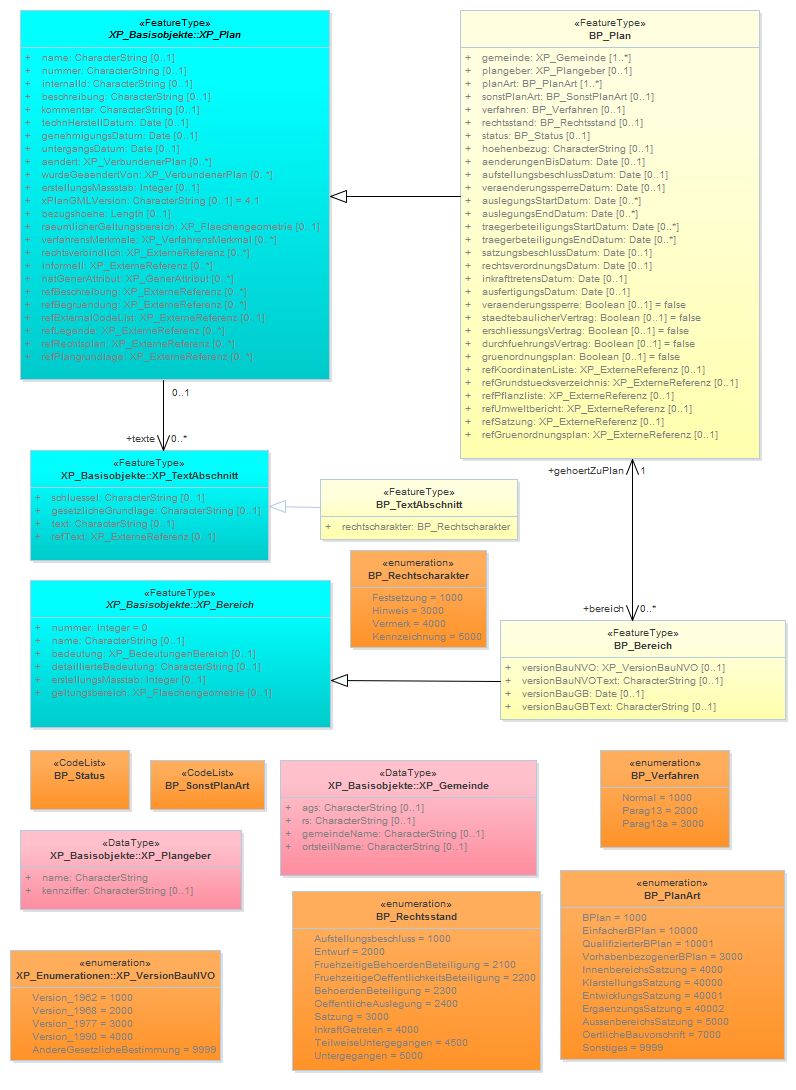 «FeatureType»
XP_Basisobjekte::XP_Plan
+ name: CharacterString [0..1]
+ nummer: CharacterString [0..1]
+ internalId: CharacterString [0..1]
+ beschreibung: CharacterString [0..1]
+ kommentar: CharacterString [0..1]
+ technHerstellDatum: Date [0..1]
+ genehmigungsDatum: Date [0..1]
+ untergangsDatum: Date [0..1]
+ aendert: XP_VerbundenerPlan [0..*]
+ wurdeGeaendertVon: XP_VerbundenerPlan [0..*]
+ erstellungsMassstab: Integer [0..1]
+ xPlanGMLVersion: CharacterString [0..1] = 4.1
+ bezugshoehe: Length [0..1]
+ raeumlicherGeltungsbereich: XP_Flaechengeometrie [0..1]
+ verfahrensMerkmale: XP_VerfahrensMerkmal [0..*]
+ rechtsverbindlich: XP_ExterneReferenz [0..*]
+ informell: XP_ExterneReferenz [0..*]
+ hatGenerAttribut: XP_GenerAttribut [0..*]
+ refBeschreibung: XP_ExterneReferenz [0..*]
+ refBegruendung: XP_ExterneReferenz [0..*]
+ refExternalCodeList: XP_ExterneReferenz [0..*]
+ refLegende: XP_ExterneReferenz [0..*]
+ refRechtsplan: XP_ExterneReferenz [0..*]
+ refPlangrundlage: XP_ExterneReferenz [0..*]
«FeatureType»
BP_Plan
+ gemeinde: XP_Gemeinde [1..*]
+ plangeber: XP_Plangeber [0..1]
+ planArt: BP_PlanArt [1..*]
+ sonstPlanArt: BP_SonstPlanArt [0..1]
+ verfahren: BP_Verfahren [0..1]
+ rechtsstand: BP_Rechtsstand [0..1]
+ status: BP_Status [0..1]
+ hoehenbezug: CharacterString [0..1]
+ aenderungenBisDatum: Date [0..1]
+ aufstellungsbeschlussDatum: Date [0..1]
+ veraenderungssperreDatum: Date [0..1]
+ auslegungsStartDatum: Date [0..*]
+ auslegungsEndDatum: Date [0..*]
+ traegerbeteiligungsStartDatum: Date [0..*]
+ traegerbeteiligungsEndDatum: Date [0..*]
+ satzungsbeschlussDatum: Date [0..1]
+ rechtsverordnungsDatum: Date [0..1]
+ inkrafttretensDatum: Date [0..1]
+ ausfertigungsDatum: Date [0..1]
+ veraenderungssperre: Boolean [0..1] = false
+ staedtebaulicherVertrag: Boolean [0..1] = false
+ erschliessungsVertrag: Boolean [0..1] = false
+ durchfuehrungsVertrag: Boolean [0..1] = false
+ gruenordnungsplan: Boolean [0..1] = false
+ refKoordinatenListe: XP_ExterneReferenz [0..1]
+ refGrundstuecksverzeichnis: XP_ExterneReferenz [0..1]
+ refPflanzliste: XP_ExterneReferenz [0..1]
+ refUmweltbericht: XP_ExterneReferenz [0..1]
+ refSatzung: XP_ExterneReferenz [0..1]
+ refGruenordnungsplan: XP_ExterneReferenz [0..1]
0..1
+texte 0..*
«FeatureType»
XP_Basisobjekte::XP_TextAbschnitt
+ schluessel: CharacterString [0..1]
+ gesetzlicheGrundlage: CharacterString [0..1]
+ text: CharacterString [0..1]
+ refText: XP_ExterneReferenz [0..1]
+gehoertZuPlan 1
«FeatureType»
BP_TextAbschnitt
+ rechtscharakter: BP_Rechtscharakter
«enumeration»
BP_Rechtscharakter
Festsetzung = 1000
Hinweis = 3000
Vermerk = 4000
Kennzeichnung = 5000
+bereich 0..*
«FeatureType»
XP_Basisobjekte::XP_Bereich
+ nummer: Integer = 0
+ name: CharacterString [0..1]
+ bedeutung: XP_BedeutungenBereich [0..1]
+ detaillierteBedeutung: CharacterString [0..1]
+ erstellungsMasstab: Integer [0..1]
+ geltungsbereich: XP_Flaechengeometrie [0..1]
«FeatureType»
BP_Bereich
+ versionBauNVO: XP_VersionBauNVO [0..1]
+ versionBauNVOText: CharacterString [0..1]
+ versionBauGB: Date [0..1]
+ versionBauGBText: CharacterString [0..1]
«CodeList»
BP_Status
«CodeList»
BP_SonstPlanArt
«DataType»
XP_Basisobjekte::XP_Gemeinde
+ ags: CharacterString [0..1]
+ rs: CharacterString [0..1]
+ gemeindeName: CharacterString [0..1]
+ ortsteilName: CharacterString [0..1]
«enumeration»
BP_Verfahren
Normal = 1000
Parag13 = 2000
Parag13a = 3000
«DataType»
XP_Basisobjekte::XP_Plangeber
+ name: CharacterString
+ kennziffer: CharacterString [0..1]
«enumeration»
BP_Rechtsstand
Aufstellungsbeschluss = 1000
Entwurf = 2000
FruehzeitigeBehoerdenBeteiligung = 2100
FruehzeitigeOeffentlichkeitsBeteiligung = 2200
BehoerdenBeteiligung = 2300
OeffentlicheAuslegung = 2400
Satzung = 3000
InkraftGetreten = 4000
TeilweiseUntergegangen = 4500
Untergegangen = 5000
«enumeration»
BP_PlanArt
BPlan = 1000
EinfacherBPlan = 10000
QualifizierterBPlan = 10001
VorhabenbezogenerBPlan = 3000
InnenbereichsSatzung = 4000
KlarstellungsSatzung = 40000
EntwicklungsSatzung = 40001
ErgaenzungsSatzung = 40002
AussenbereichsSatzung = 5000
OertlicheBauvorschrift = 7000
Sonstiges = 9999
«enumeration»
XP_Enumerationen::XP_VersionBauNVO
Version_1962 = 1000
Version_1968 = 2000
Version_1977 = 3000
Version_1990 = 4000
AndereGesetzlicheBestimmung = 9999